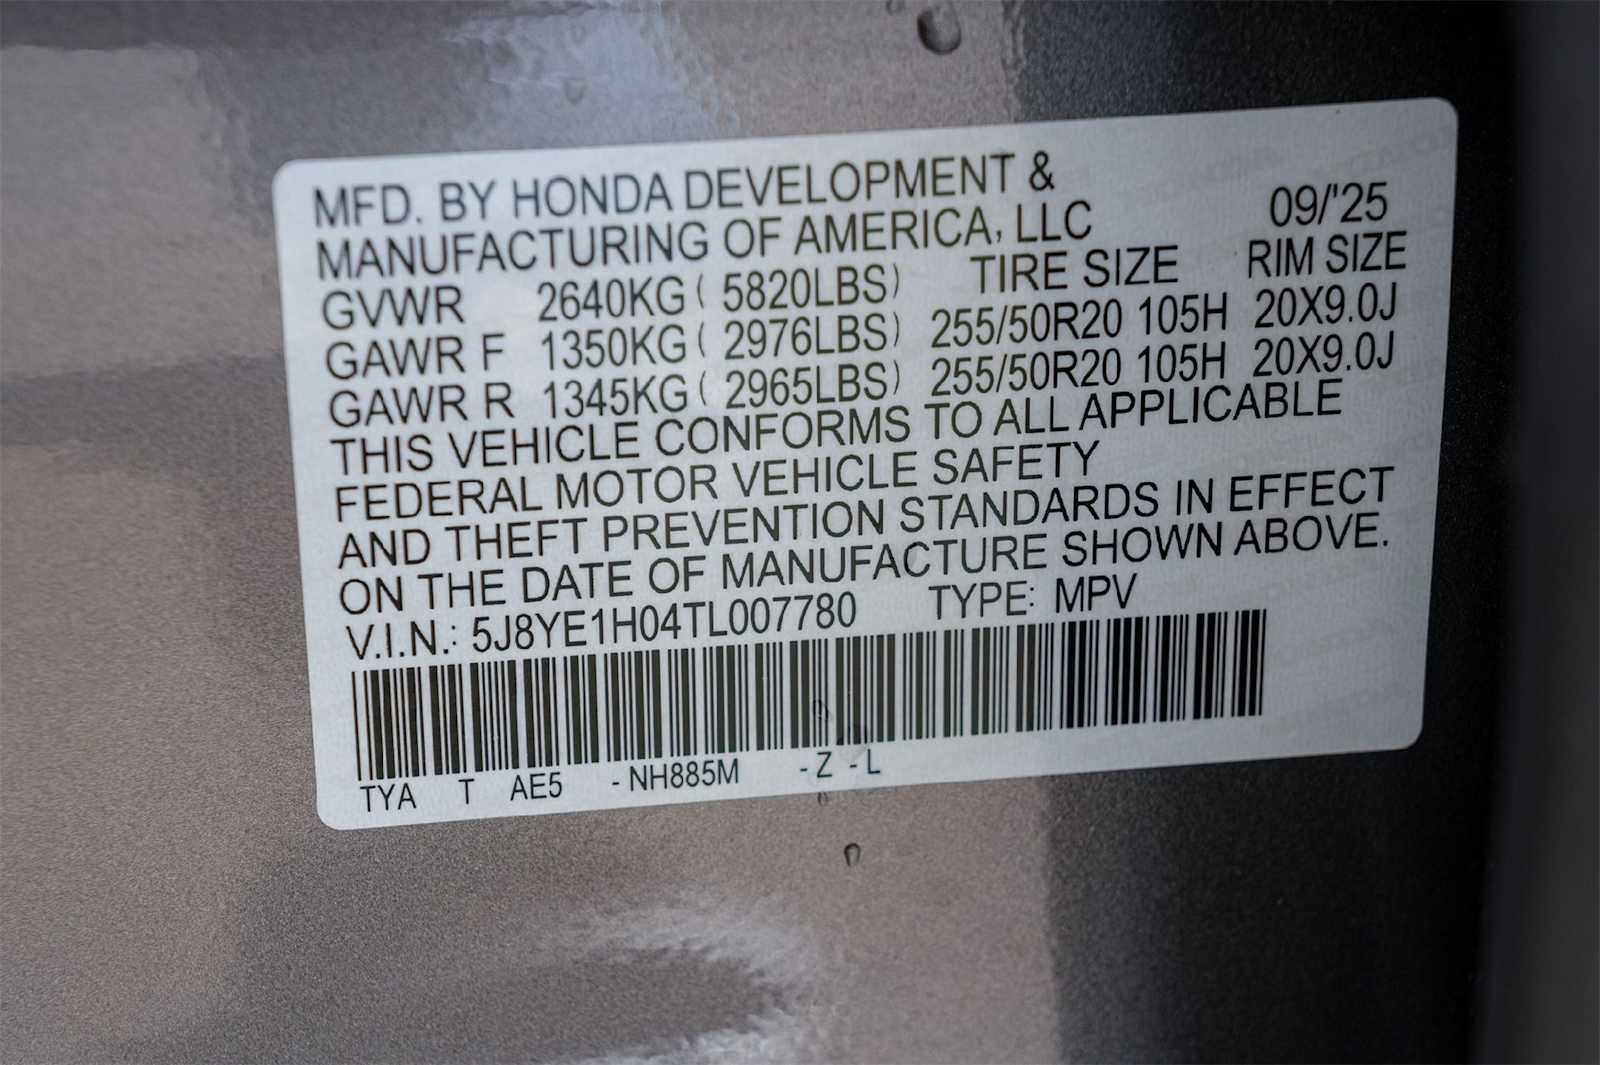 MFD. BY HONDA DEVELOPMENT &
MANUFACTURING OF AMERICA, LLC 09/'25
GVWR 2640KG ( 5820LBS) TIRE SIZE RIM SIZE
GAWR F 1350KG ( 2976LBS) 255/50R20 105H 20X9.0J
GAWR R 1345KG ( 2965LBS) 255/50R20 105H 20X9.0J
THIS VEHICLE CONFORMS TO ALL APPLICABLE
FEDERAL MOTOR VEHICLE SAFETY
AND THEFT PREVENTION STANDARDS IN EFFECT
ON THE DATE OF MANUFACTURE SHOWN ABOVE.
V.I.N.: 5J8YE1H04TL007780 TYPE: MPV
TYA T AE5 - NH885M - Z - L